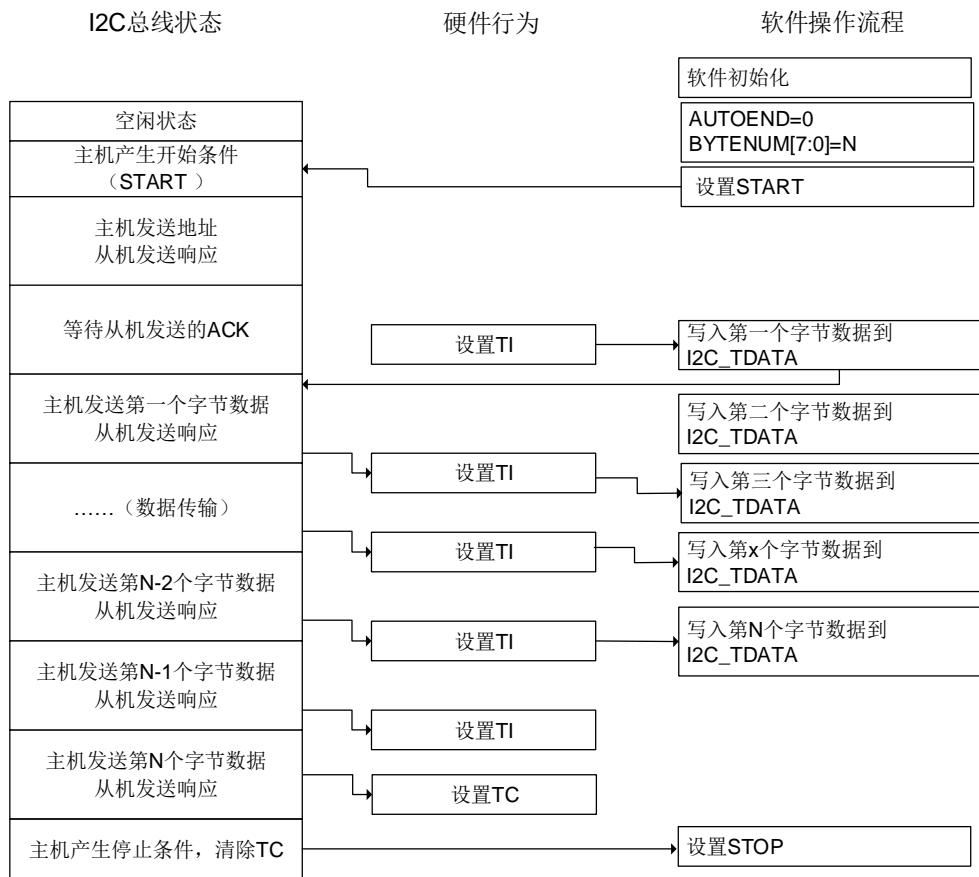 I2C总线状态
硬件行为
软件操作流程
软件初始化
空闲状态
AUTOEND=0
BYTENUM[7:0]=N
主机产生开始条件
（START ）
设置START
主机发送地址
从机发送响应
等待从机发送的ACK
设置TI
写入第一个字节数据到
I2C_TDATA
主机发送第一个字节数据
从机发送响应
写入第二个字节数据到
I2C_TDATA
设置TI
写入第三个字节数据到
I2C_TDATA
……（数据传输）
设置TI
写入第x个字节数据到
I2C_TDATA
主机发送第N-2个字节数据
从机发送响应
设置TI
写入第N个字节数据到
I2C_TDATA
主机发送第N-1个字节数据
从机发送响应
设置TI
主机发送第N个字节数据
从机发送响应
设置TC
主机产生停止条件，清除TC
设置STOP